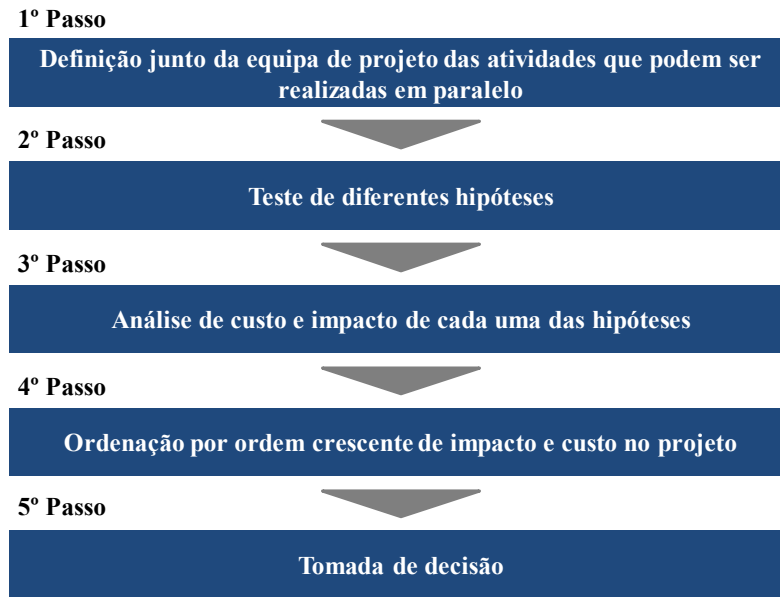 1º Passo
Definição junto da equipa de projeto das atividades que podem ser
realizadas em paralelo
2º Passo
Teste de diferentes hipóteses
3º Passo
Análise de custo e impacto de cada uma das hipóteses
4º Passo
Ordenação por ordem crescente de impacto e custo no projeto
5º Passo
Tomada de decisão